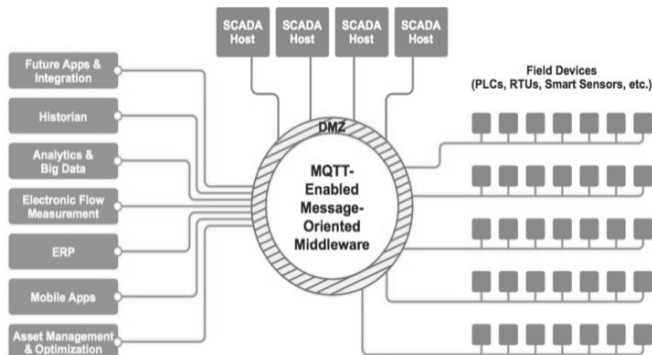 SCADA
Host
SCADA
Host
SCADA
Host
SCADA
Host
Future Apps &
Integration
Historian
Analytics &
Big Data
Electronic Flow
Measurement
ERP
Mobile Apps
Asset Management
& Optimization
DMZ
MQTT-
Enabled
Message-
Oriented
Middleware
Field Devices
(PLCs, RTUs, Smart Sensors, etc.)